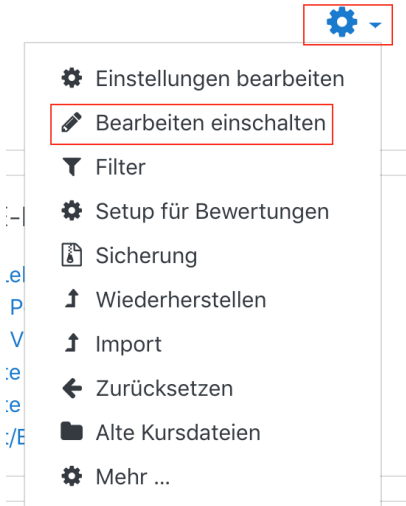 Einstellungen bearbeiten
Bearbeiten einschalten
Filter
Setup für Bewertungen
Sicherung
Wiederherstellen
Import
Zurücksetzen
Alte Kursdateien
Mehr ...